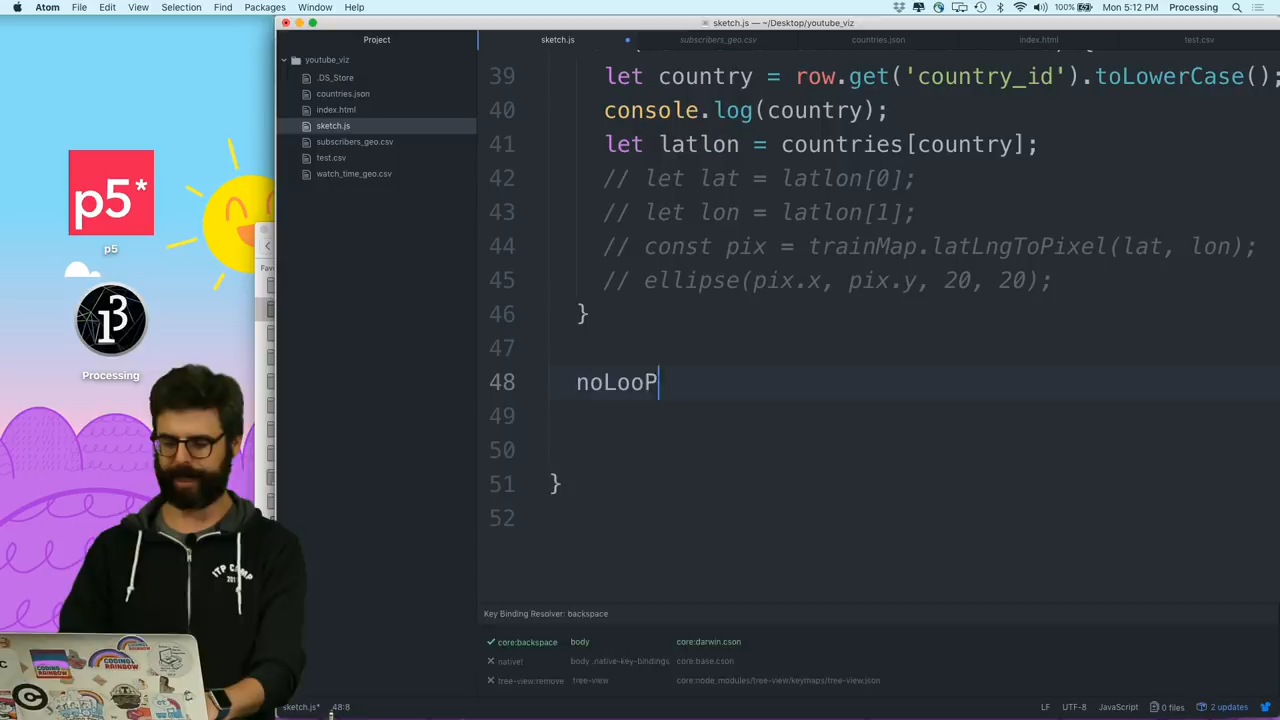 Atom File Edit View Selection Find Packages Window Help
100% Mon 5:12 PM Processing
sketch.js — ~/Desktop/youtube_viz
Project
sketch.js subscribers_geo.csv countries.json index.html test.csv
youtube_viz
.DS_Store
countries.json
index.html
sketch.js
subscribers_geo.csv
test.csv
watch_time_geo.csv
p5*
p5
Processing
Favo
39 let country = row.get('country_id').toLowerCase();
40 console.log(country);
41 let latlon = countries[country];
42 // let lat = latlon[0];
43 // let lon = latlon[1];
44 // const pix = trainMap.latLngToPixel(lat, lon);
45 // ellipse(pix.x, pix.y, 20, 20);
46 }
47
48 noLooP
49
50
51 }
52
Key Binding Resolver: backspace
core:backspace body core:darwin.cson
native! body .native-key-bindings core:base.cson
tree-view:remove tree-view core:node_modules/tree-view/keymaps/tree-view.json
sketch.js* 48:8
LF UTF-8 JavaScript 0 files 2 updates
ITP CAMP
CODING RAINBOW